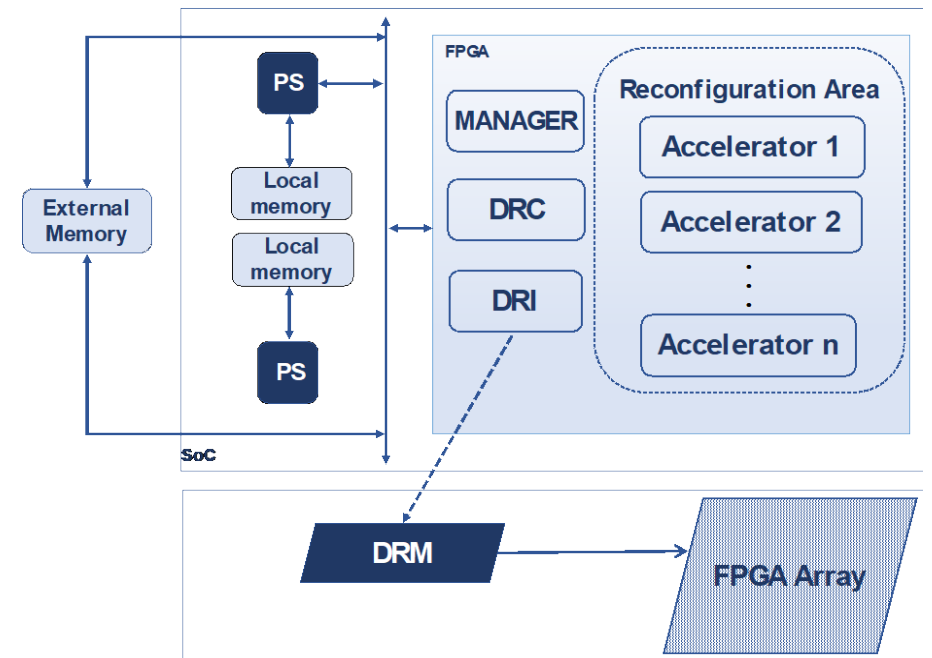 FPGA
PS
MANAGER
Reconfiguration Area
Accelerator 1
Local
memory
External
Memory
DRC
Accelerator 2
Local
memory
DRI
Accelerator n
PS
SoC
DRM
FPGA Array